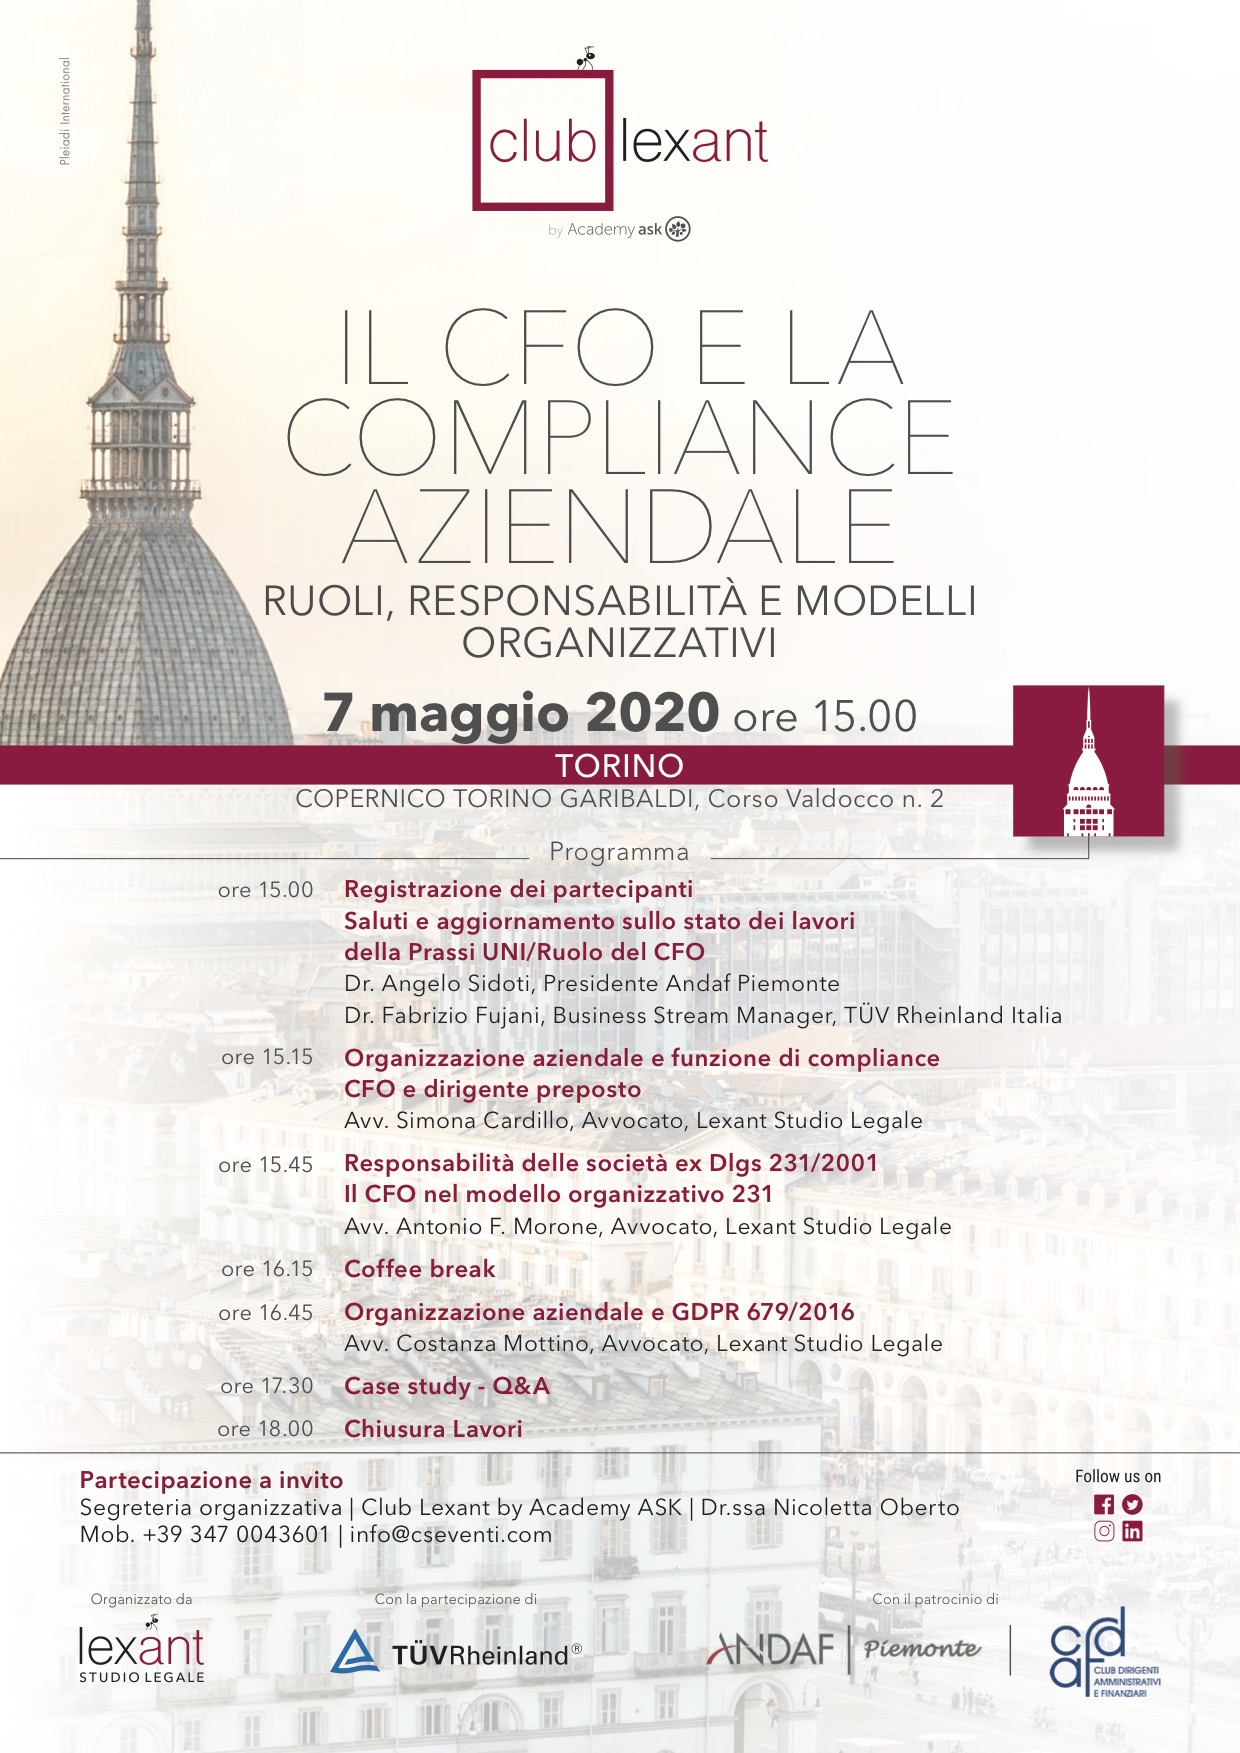 Pleiadi International
club lexant
by Academy ask
IL CFO E LA
COMPLIANCE
AZIENDALE
RUOLI, RESPONSABILITÀ E MODELLI
ORGANIZZATIVI
7 maggio 2020 ore 15.00
TORINO
COPERNICO TORINO GARIBALDI, Corso Valdocco n. 2
Programma
ore 15.00 Registrazione dei partecipanti
Saluti e aggiornamento sullo stato dei lavori
della Prassi UNI/Ruolo del CFO
Dr. Angelo Sidoti, Presidente Andaf Piemonte
Dr. Fabrizio Fujani, Business Stream Manager, TÜV Rheinland Italia
ore 15.15 Organizzazione aziendale e funzione di compliance
CFO e dirigente preposto
Avv. Simona Cardillo, Avvocato, Lexant Studio Legale
ore 15.45 Responsabilità delle società ex Dlgs 231/2001
Il CFO nel modello organizzativo 231
Avv. Antonio F. Morone, Avvocato, Lexant Studio Legale
ore 16.15 Coffee break
ore 16.45 Organizzazione aziendale e GDPR 679/2016
Avv. Costanza Mottino, Avvocato, Lexant Studio Legale
ore 17.30 Case study - Q&A
ore 18.00 Chiusura Lavori
Partecipazione a invito
Segreteria organizzativa | Club Lexant by Academy ASK | Dr.ssa Nicoletta Oberto
Mob. +39 347 0043601 | info@cseventi.com
Follow us on
Organizzato da
lexant
STUDIO LEGALE
Con la partecipazione di
TÜVRheinland®
Con il patrocinio di
ANDAF | Piemonte
cfd
af CLUB DIRIGENTI
AMMINISTRATIVI
E FINANZIARI